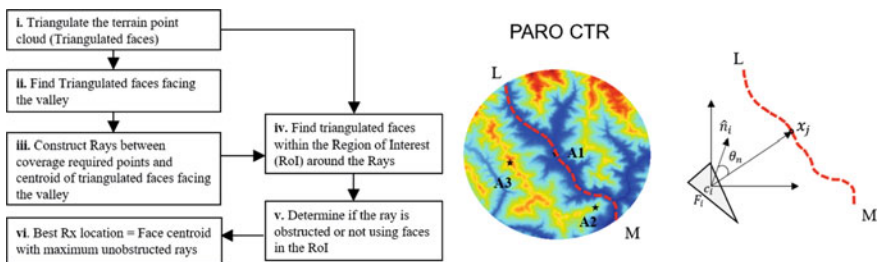 i. Triangulate the terrain point
cloud (Triangulated faces)
ii. Find Triangulated faces facing
the valley
iii. Construct Rays between
coverage required points and
centroid of triangulated faces facing
the valley
vi. Best Rx location = Face centroid
with maximum unobstructed rays
iv. Find triangulated faces
within the Region of Interest
(RoI) around the Rays
v. Determine if the ray is
obstructed or not using faces
in the RoI
PARO CTR
L
A1
A3
A2
M
L
n̂ᵢ
xⱼ
θₙ
cᵢ
Fᵢ
M